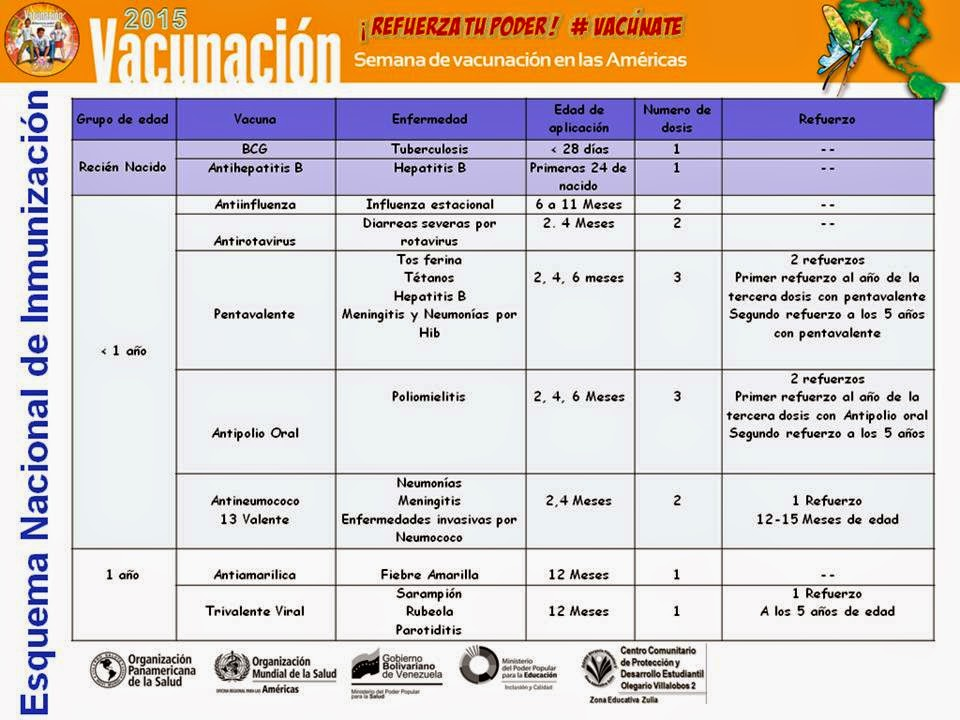 2015
Vacunación
¡REFUERZA TU PODER! # VACÚNATE
Semana de vacunación en las Américas
Esquema Nacional de Inmunización
Grupo de edad Vacuna Enfermedad Edad de aplicación Numero de dosis Refuerzo
Recién Nacido
BCG Tuberculosis < 28 días 1 --
Antihepatitis B Hepatitis B Primeras 24 de nacido 1 --
< 1 año
Antiinfluenza Influenza estacional 6 a 11 Meses 2 --
Antirotavirus Diarreas severas por rotavirus 2. 4 Meses 2 --
Pentavalente
Tos ferina
Tétanos
Hepatitis B
Meningitis y Neumonías por
Hib
2, 4, 6 meses
3
2 refuerzos
Primer refuerzo al año de la
tercera dosis con pentavalente
Segundo refuerzo a los 5 años
con pentavalente
Antipolio Oral
Poliomielitis
2, 4, 6 Meses
3
2 refuerzos
Primer refuerzo al año de la
tercera dosis con Antipolio oral
Segundo refuerzo a los 5 años
Antineumococo
13 Valente
Neumonías
Meningitis
Enfermedades invasivas por
Neumococo
2,4 Meses
2
1 Refuerzo
12-15 Meses de edad
1 año
Antiamarilica Fiebre Amarilla 12 Meses 1 --
Trivalente Viral
Sarampión
Rubeola
Parotiditis
12 Meses
1
1 Refuerzo
A los 5 años de edad
Organización
Panamericana
de la Salud
Organización
Mundial de la Salud
OFICINA REGIONAL PARA LAS Américas
Gobierno
Bolivariano
de Venezuela
Ministerio del Poder Popular
para la Salud
Ministerio del Poder Popular
para la Educación
Inclusión y Calidad
Centro Comunitario
de Protección y
Desarrollo Estudiantil
Olegario Villalobos 2
Zona Educativa Zulia